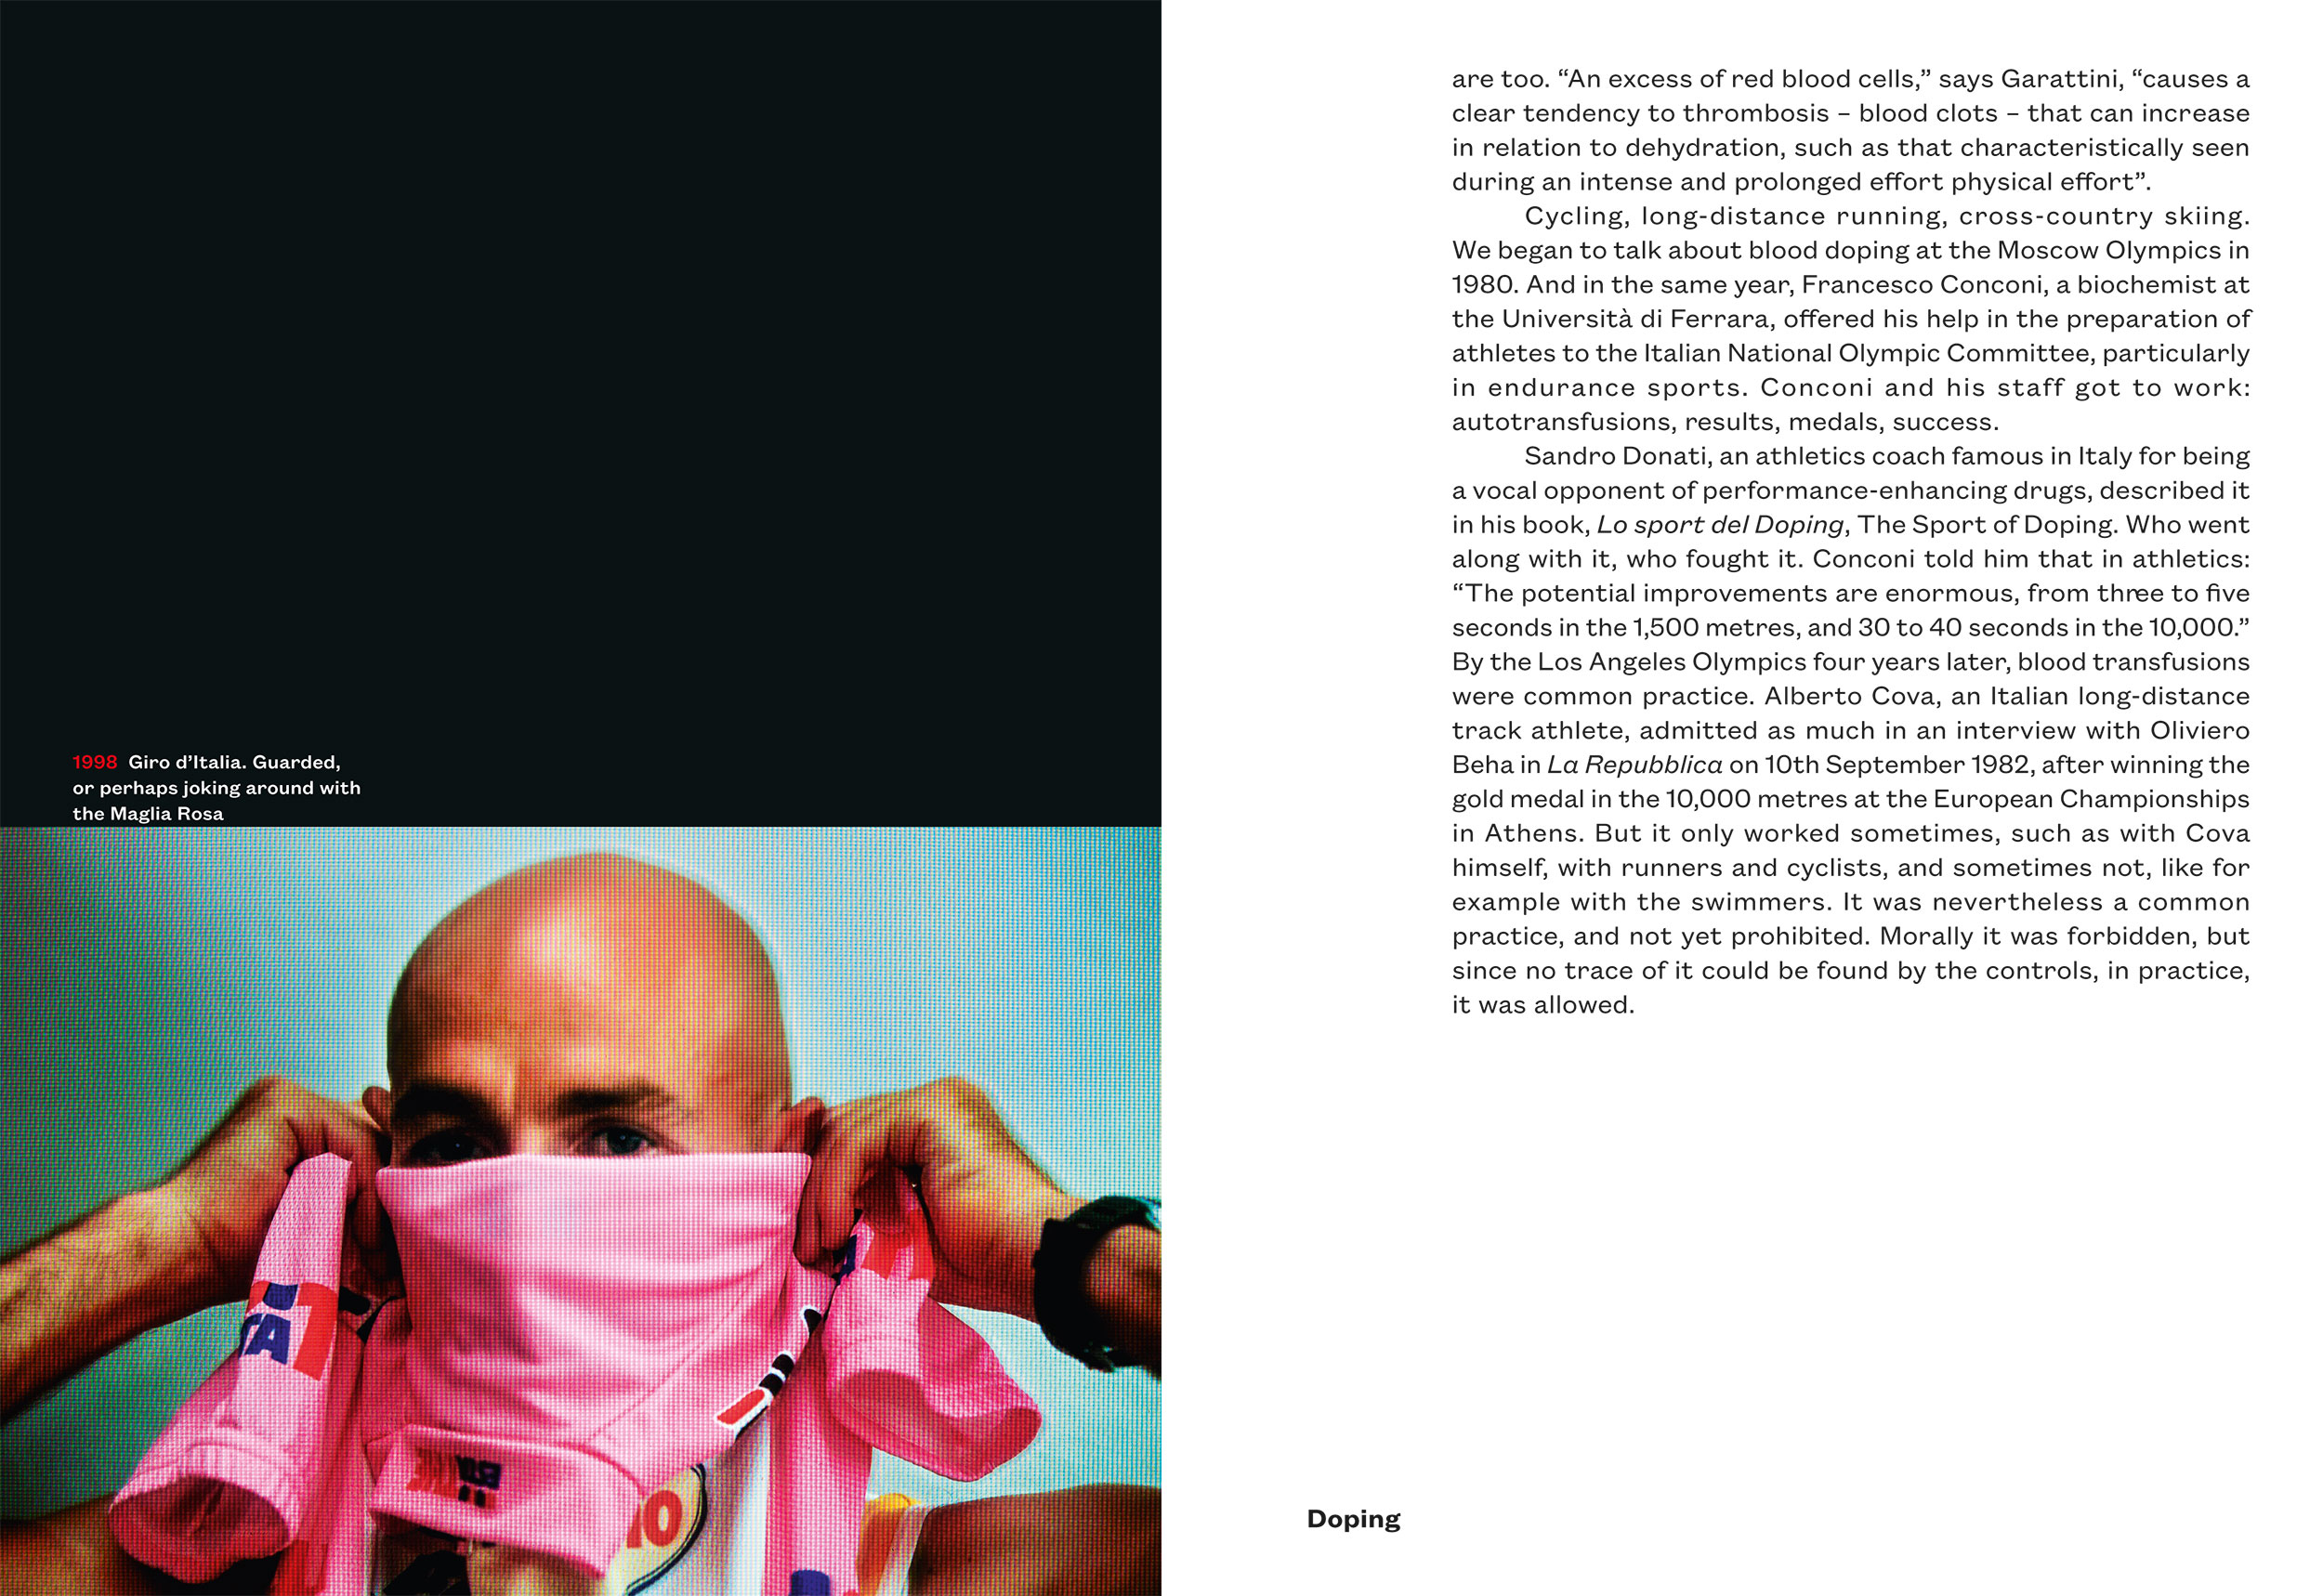 1998 Giro d’Italia. Guarded,
or perhaps joking around with
the Maglia Rosa
are too. “An excess of red blood cells,” says Garattini, “causes a
clear tendency to thrombosis – blood clots – that can increase
in relation to dehydration, such as that characteristically seen
during an intense and prolonged effort physical effort”.
Cycling, long-distance running, cross-country skiing.
We began to talk about blood doping at the Moscow Olympics in
1980. And in the same year, Francesco Conconi, a biochemist at
the Università di Ferrara, offered his help in the preparation of
athletes to the Italian National Olympic Committee, particularly
in endurance sports. Conconi and his staff got to work:
autotransfusions, results, medals, success.
Sandro Donati, an athletics coach famous in Italy for being
a vocal opponent of performance-enhancing drugs, described it
in his book, Lo sport del Doping, The Sport of Doping. Who went
along with it, who fought it. Conconi told him that in athletics:
“The potential improvements are enormous, from three to five
seconds in the 1,500 metres, and 30 to 40 seconds in the 10,000.”
By the Los Angeles Olympics four years later, blood transfusions
were common practice. Alberto Cova, an Italian long-distance
track athlete, admitted as much in an interview with Oliviero
Beha in La Repubblica on 10th September 1982, after winning the
gold medal in the 10,000 metres at the European Championships
in Athens. But it only worked sometimes, such as with Cova
himself, with runners and cyclists, and sometimes not, like for
example with the swimmers. It was nevertheless a common
practice, and not yet prohibited. Morally it was forbidden, but
since no trace of it could be found by the controls, in practice,
it was allowed.
Doping